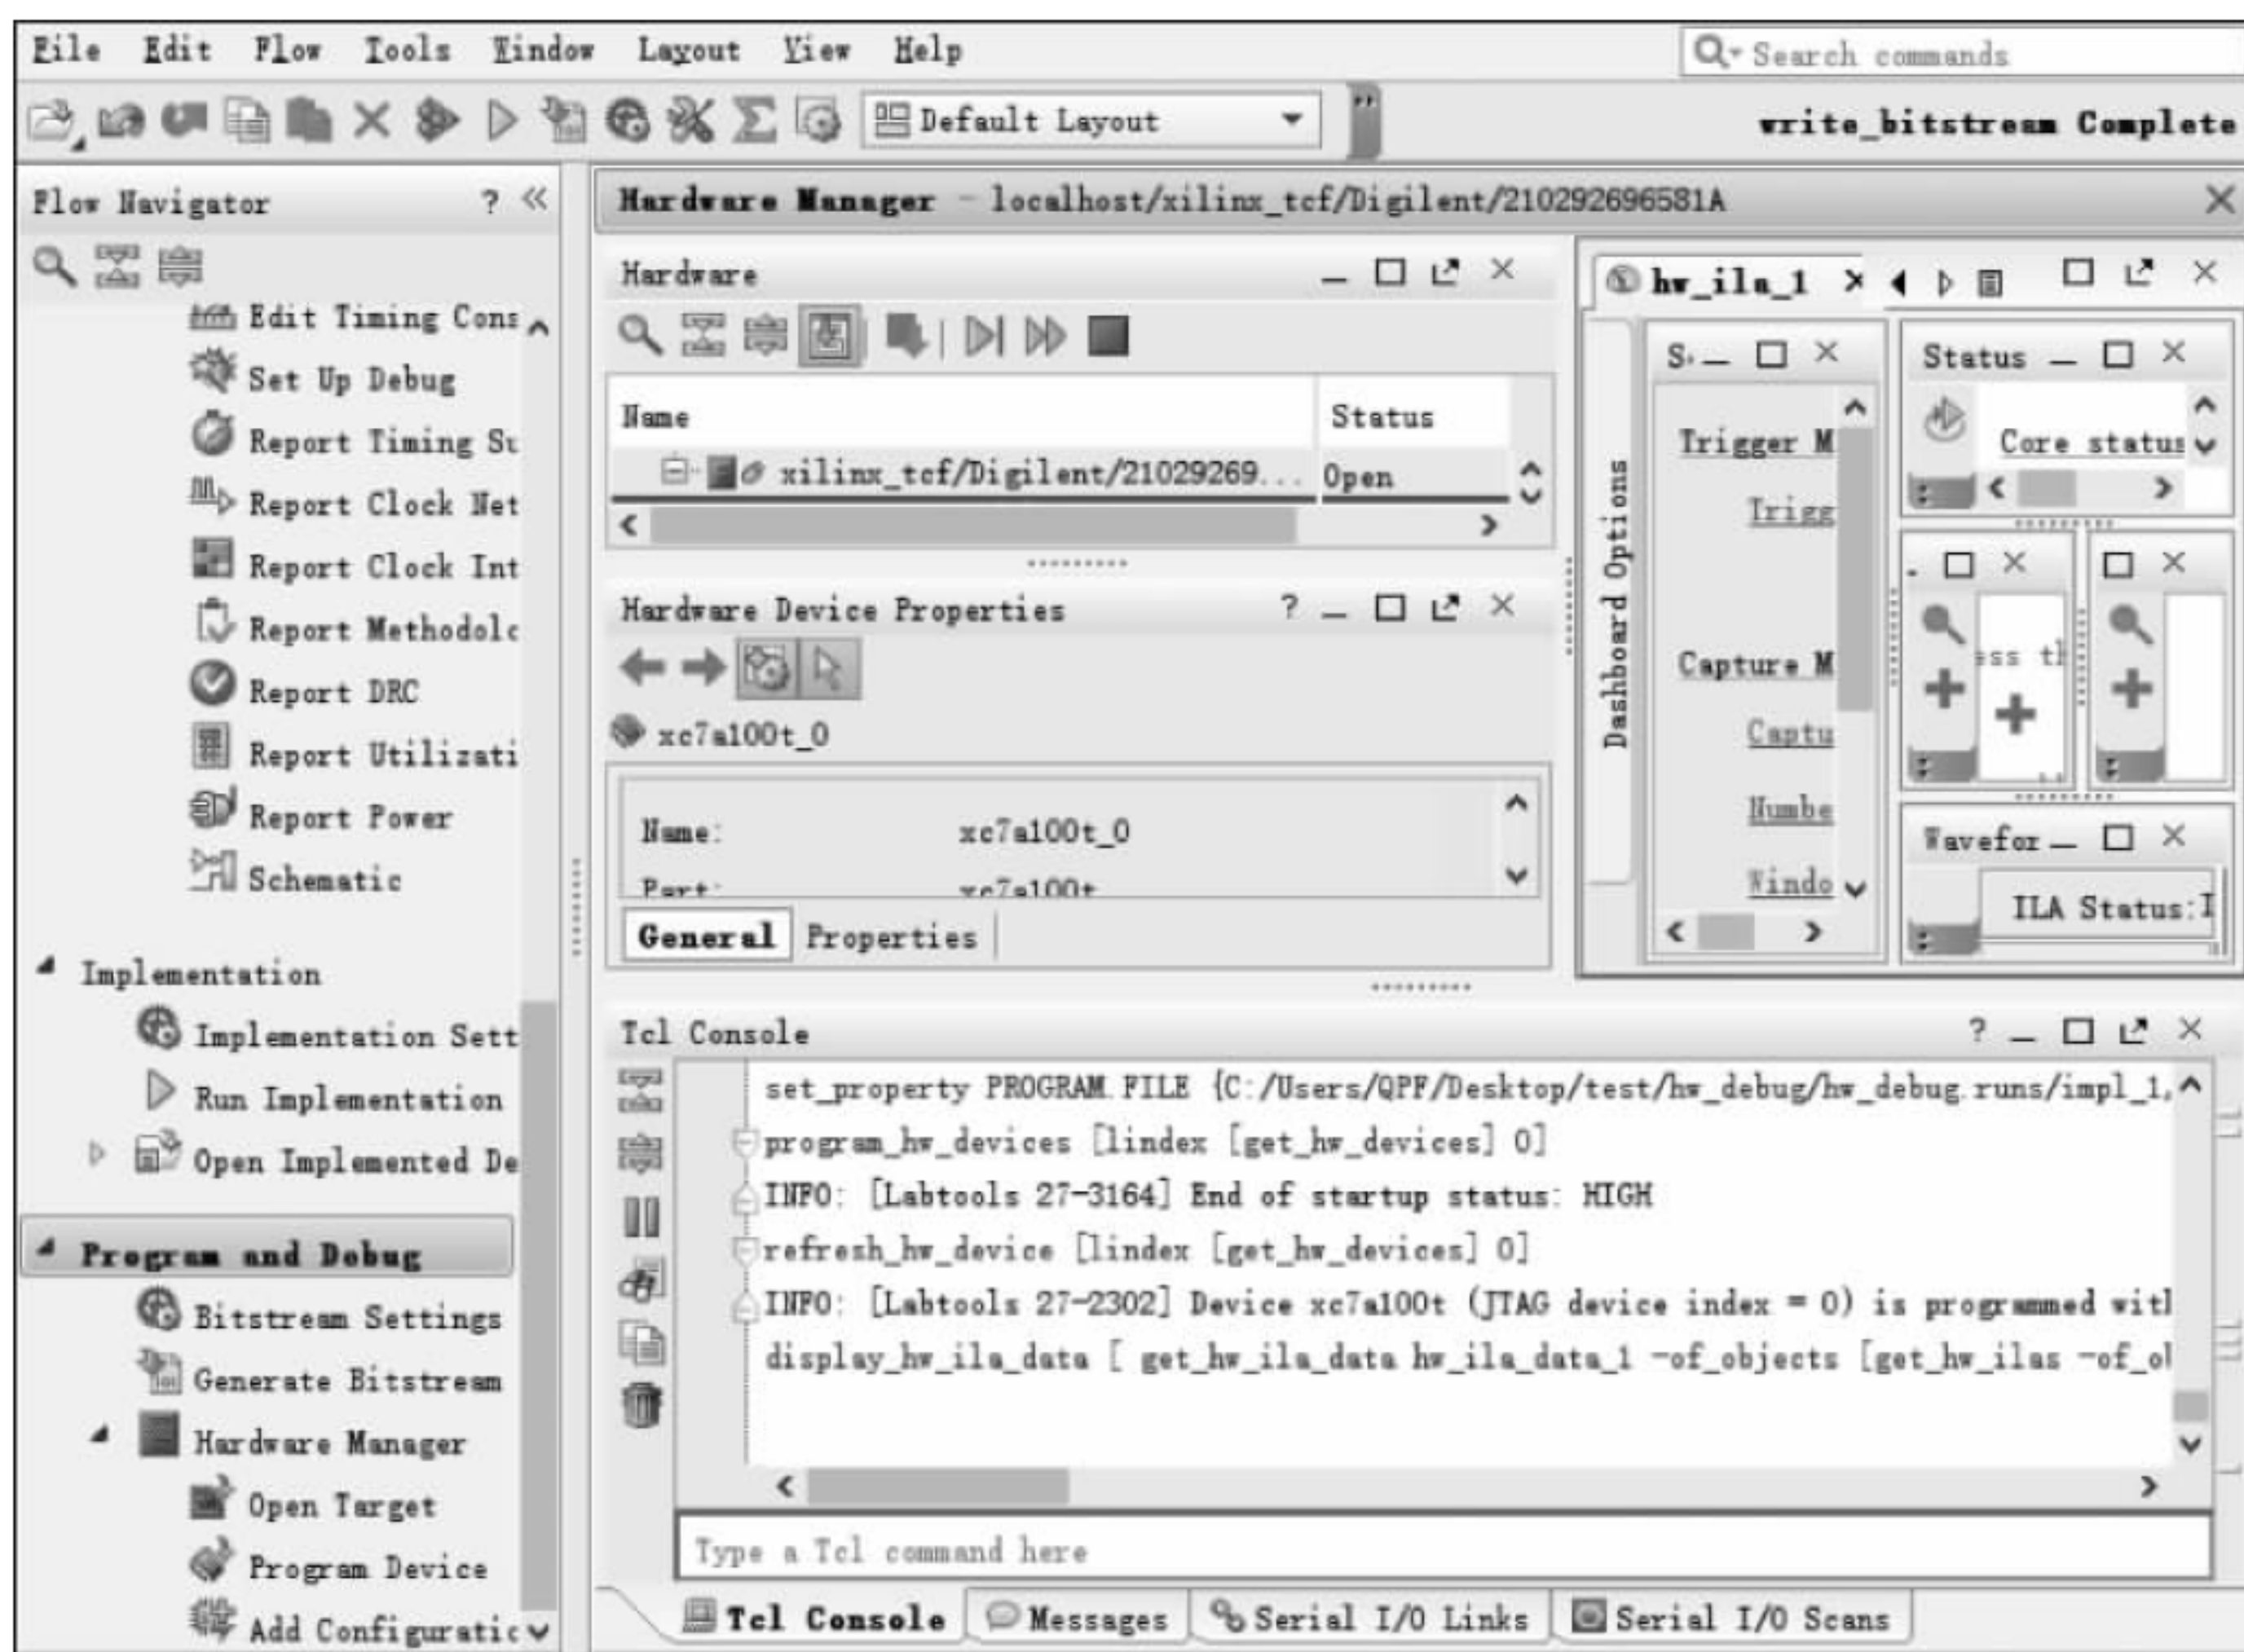 File Edit Flow Tools Window Layout View Help
Search commands
Default Layout
write_bitstream Complete
Flow Navigator ?
Edit Timing Cons
Set Up Debug
Report Timing Su
Report Clock Net
Report Clock Int
Report Methodolo
Report DRC
Report Utilizati
Report Power
Schematic
Implementation
Implementation Sett
Run Implementation
Open Implemented De
Program and Debug
Bitstream Settings
Generate Bitstream
Hardware Manager
Open Target
Program Device
Add Configuratio
Hardware Manager - localhost/xilinx_tcf/Digilent/210292696581A
Hardware
Name Status
xilinx_tcf/Digilent/21029269... Open
Hardware Device Properties ?
xc7a100t_0
Name: xc7a100t_0
Part: xc7a100t
General Properties
hw_ila_1
Dashboard Options
Trigger M
Trigg
Capture M
Captu
Numbe
Windo
Status
Core status
ess th
Wavefor
ILA Status:I
Tcl Console ?
set_property PROGRAM.FILE {C:/Users/QPF/Desktop/test/hw_debug/hw_debug.runs/impl_1/
program_hw_devices [lindex [get_hw_devices] 0]
INFO: [Labtools 27-3164] End of startup status: HIGH
refresh_hw_device [lindex [get_hw_devices] 0]
INFO: [Labtools 27-2302] Device xc7a100t (JTAG device index = 0) is programmed with
display_hw_ila_data [ get_hw_ila_data hw_ila_data_1 -of_objects [get_hw_ilas -of_ob
Type a Tcl command here
Tcl Console Messages Serial I/O Links Serial I/O Scans